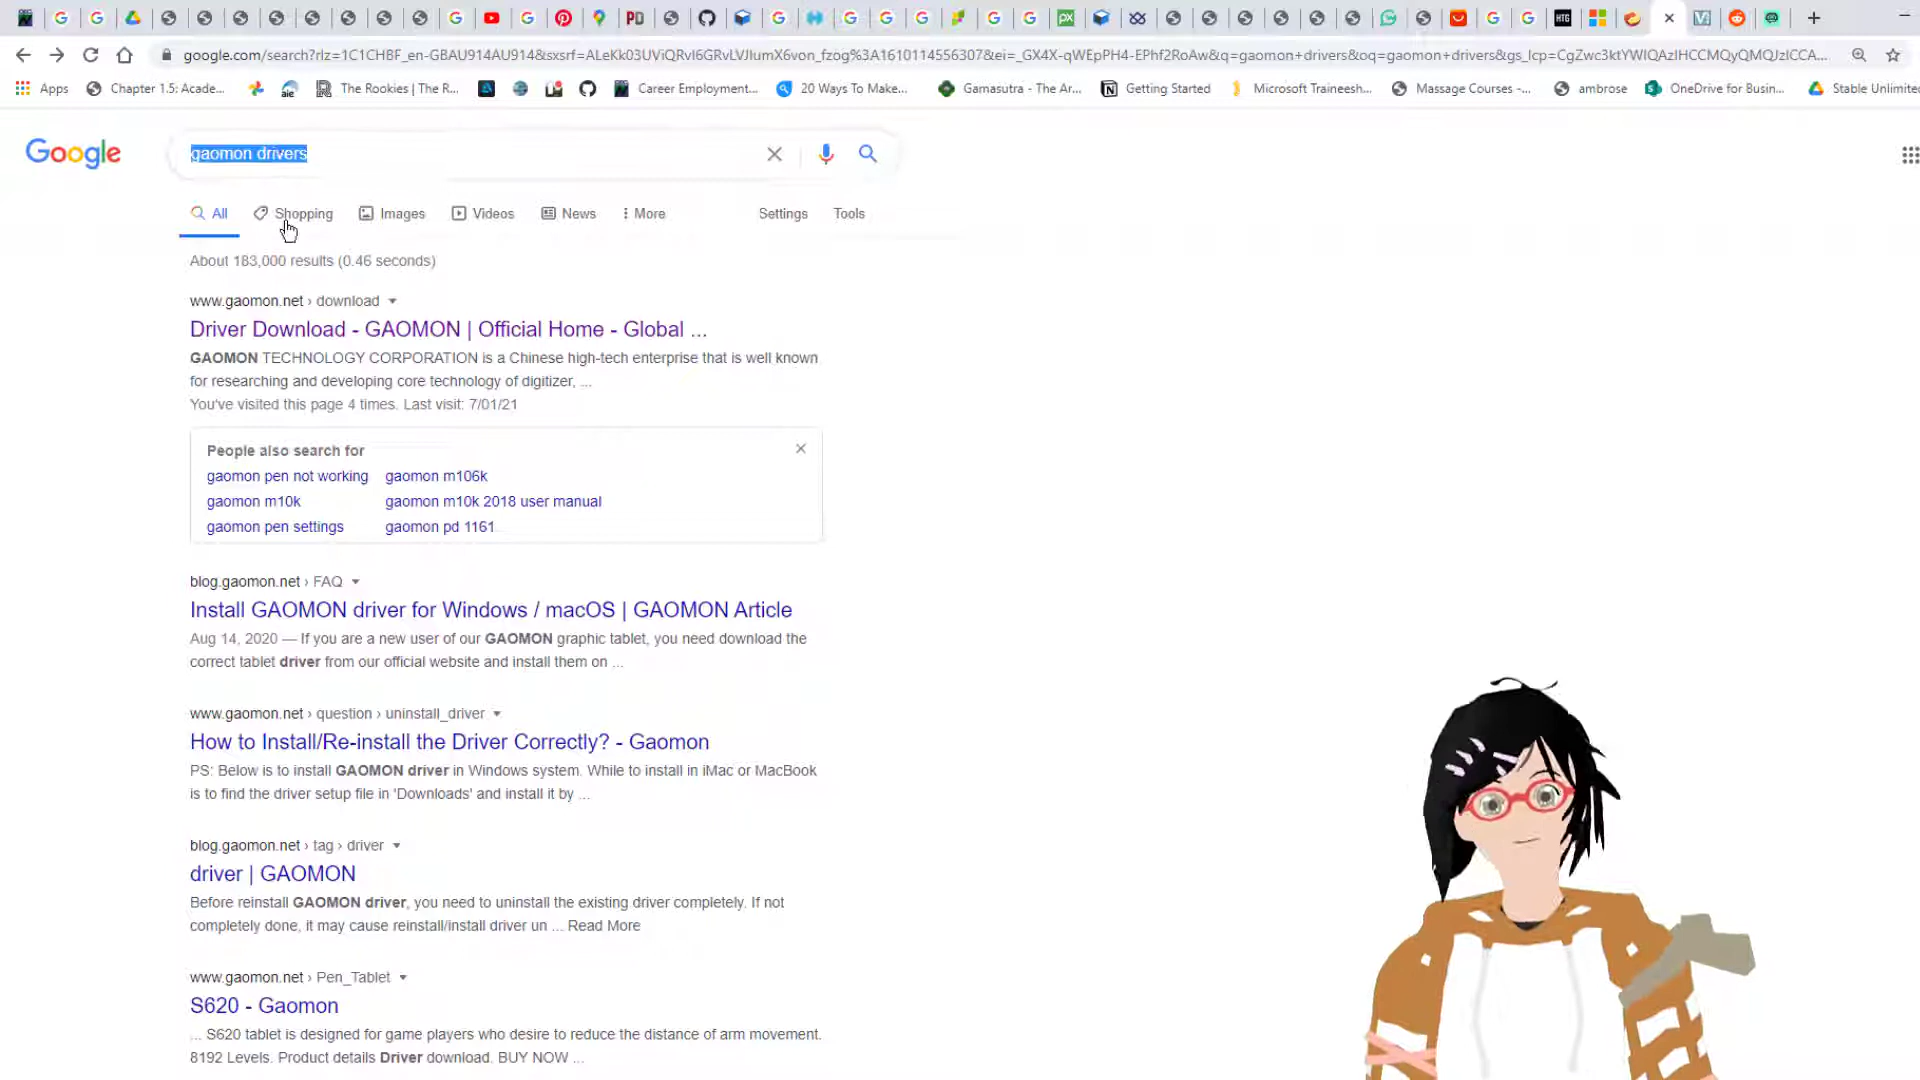 google.com/search?rlz=1C1CHBF_en-GBAU914AU914&sxsrf=ALeKk03UViQRvI6GRvLVJIumX6von_fzog%3A1610114556307&ei=_GX4X-qWEpPH4-EPhf2RoAw&q=gaomon+drivers&oq=gaomon+drivers&gs_lcp=CgZwc3ktYWIQAzIHCCMQyQMQJzICCA...
Apps Chapter 1.5: Acade... The Rookies | The R... Career Employment... 20 Ways To Make... Gamasutra - The Ar... Getting Started Microsoft Traineesh... Massage Courses -... ambrose OneDrive for Busin... Stable Unlimite
Google gaomon drivers
All Shopping Images Videos News More Settings Tools
About 183,000 results (0.46 seconds)
www.gaomon.net › download
Driver Download - GAOMON | Official Home - Global ...
GAOMON TECHNOLOGY CORPORATION is a Chinese high-tech enterprise that is well known
for researching and developing core technology of digitizer, ...
You've visited this page 4 times. Last visit: 7/01/21
People also search for
gaomon pen not working gaomon m106k
gaomon m10k gaomon m10k 2018 user manual
gaomon pen settings gaomon pd 1161
blog.gaomon.net › FAQ
Install GAOMON driver for Windows / macOS | GAOMON Article
Aug 14, 2020 — If you are a new user of our GAOMON graphic tablet, you need download the
correct tablet driver from our official website and install them on ...
www.gaomon.net › question › uninstall_driver
How to Install/Re-install the Driver Correctly? - Gaomon
PS: Below is to install GAOMON driver in Windows system. While to install in iMac or MacBook
is to find the driver setup file in 'Downloads' and install it by ...
blog.gaomon.net › tag › driver
driver | GAOMON
Before reinstall GAOMON driver, you need to uninstall the existing driver completely. If not
completely done, it may cause reinstall/install driver un ... Read More
www.gaomon.net › Pen_Tablet
S620 - Gaomon
... S620 tablet is designed for game players who desire to reduce the distance of arm movement.
8192 Levels. Product details Driver download. BUY NOW ...